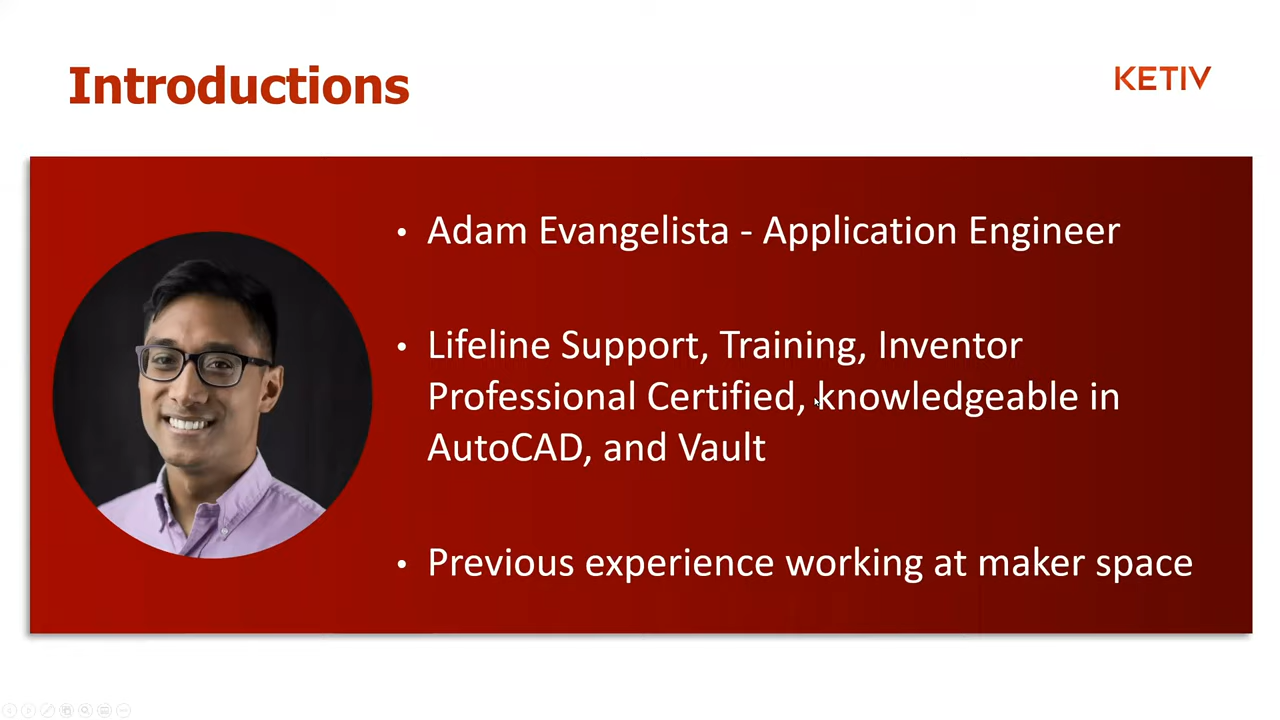 Introductions
KETIV
• Adam Evangelista - Application Engineer
• Lifeline Support, Training, Inventor
Professional Certified, knowledgeable in
AutoCAD, and Vault
• Previous experience working at maker space